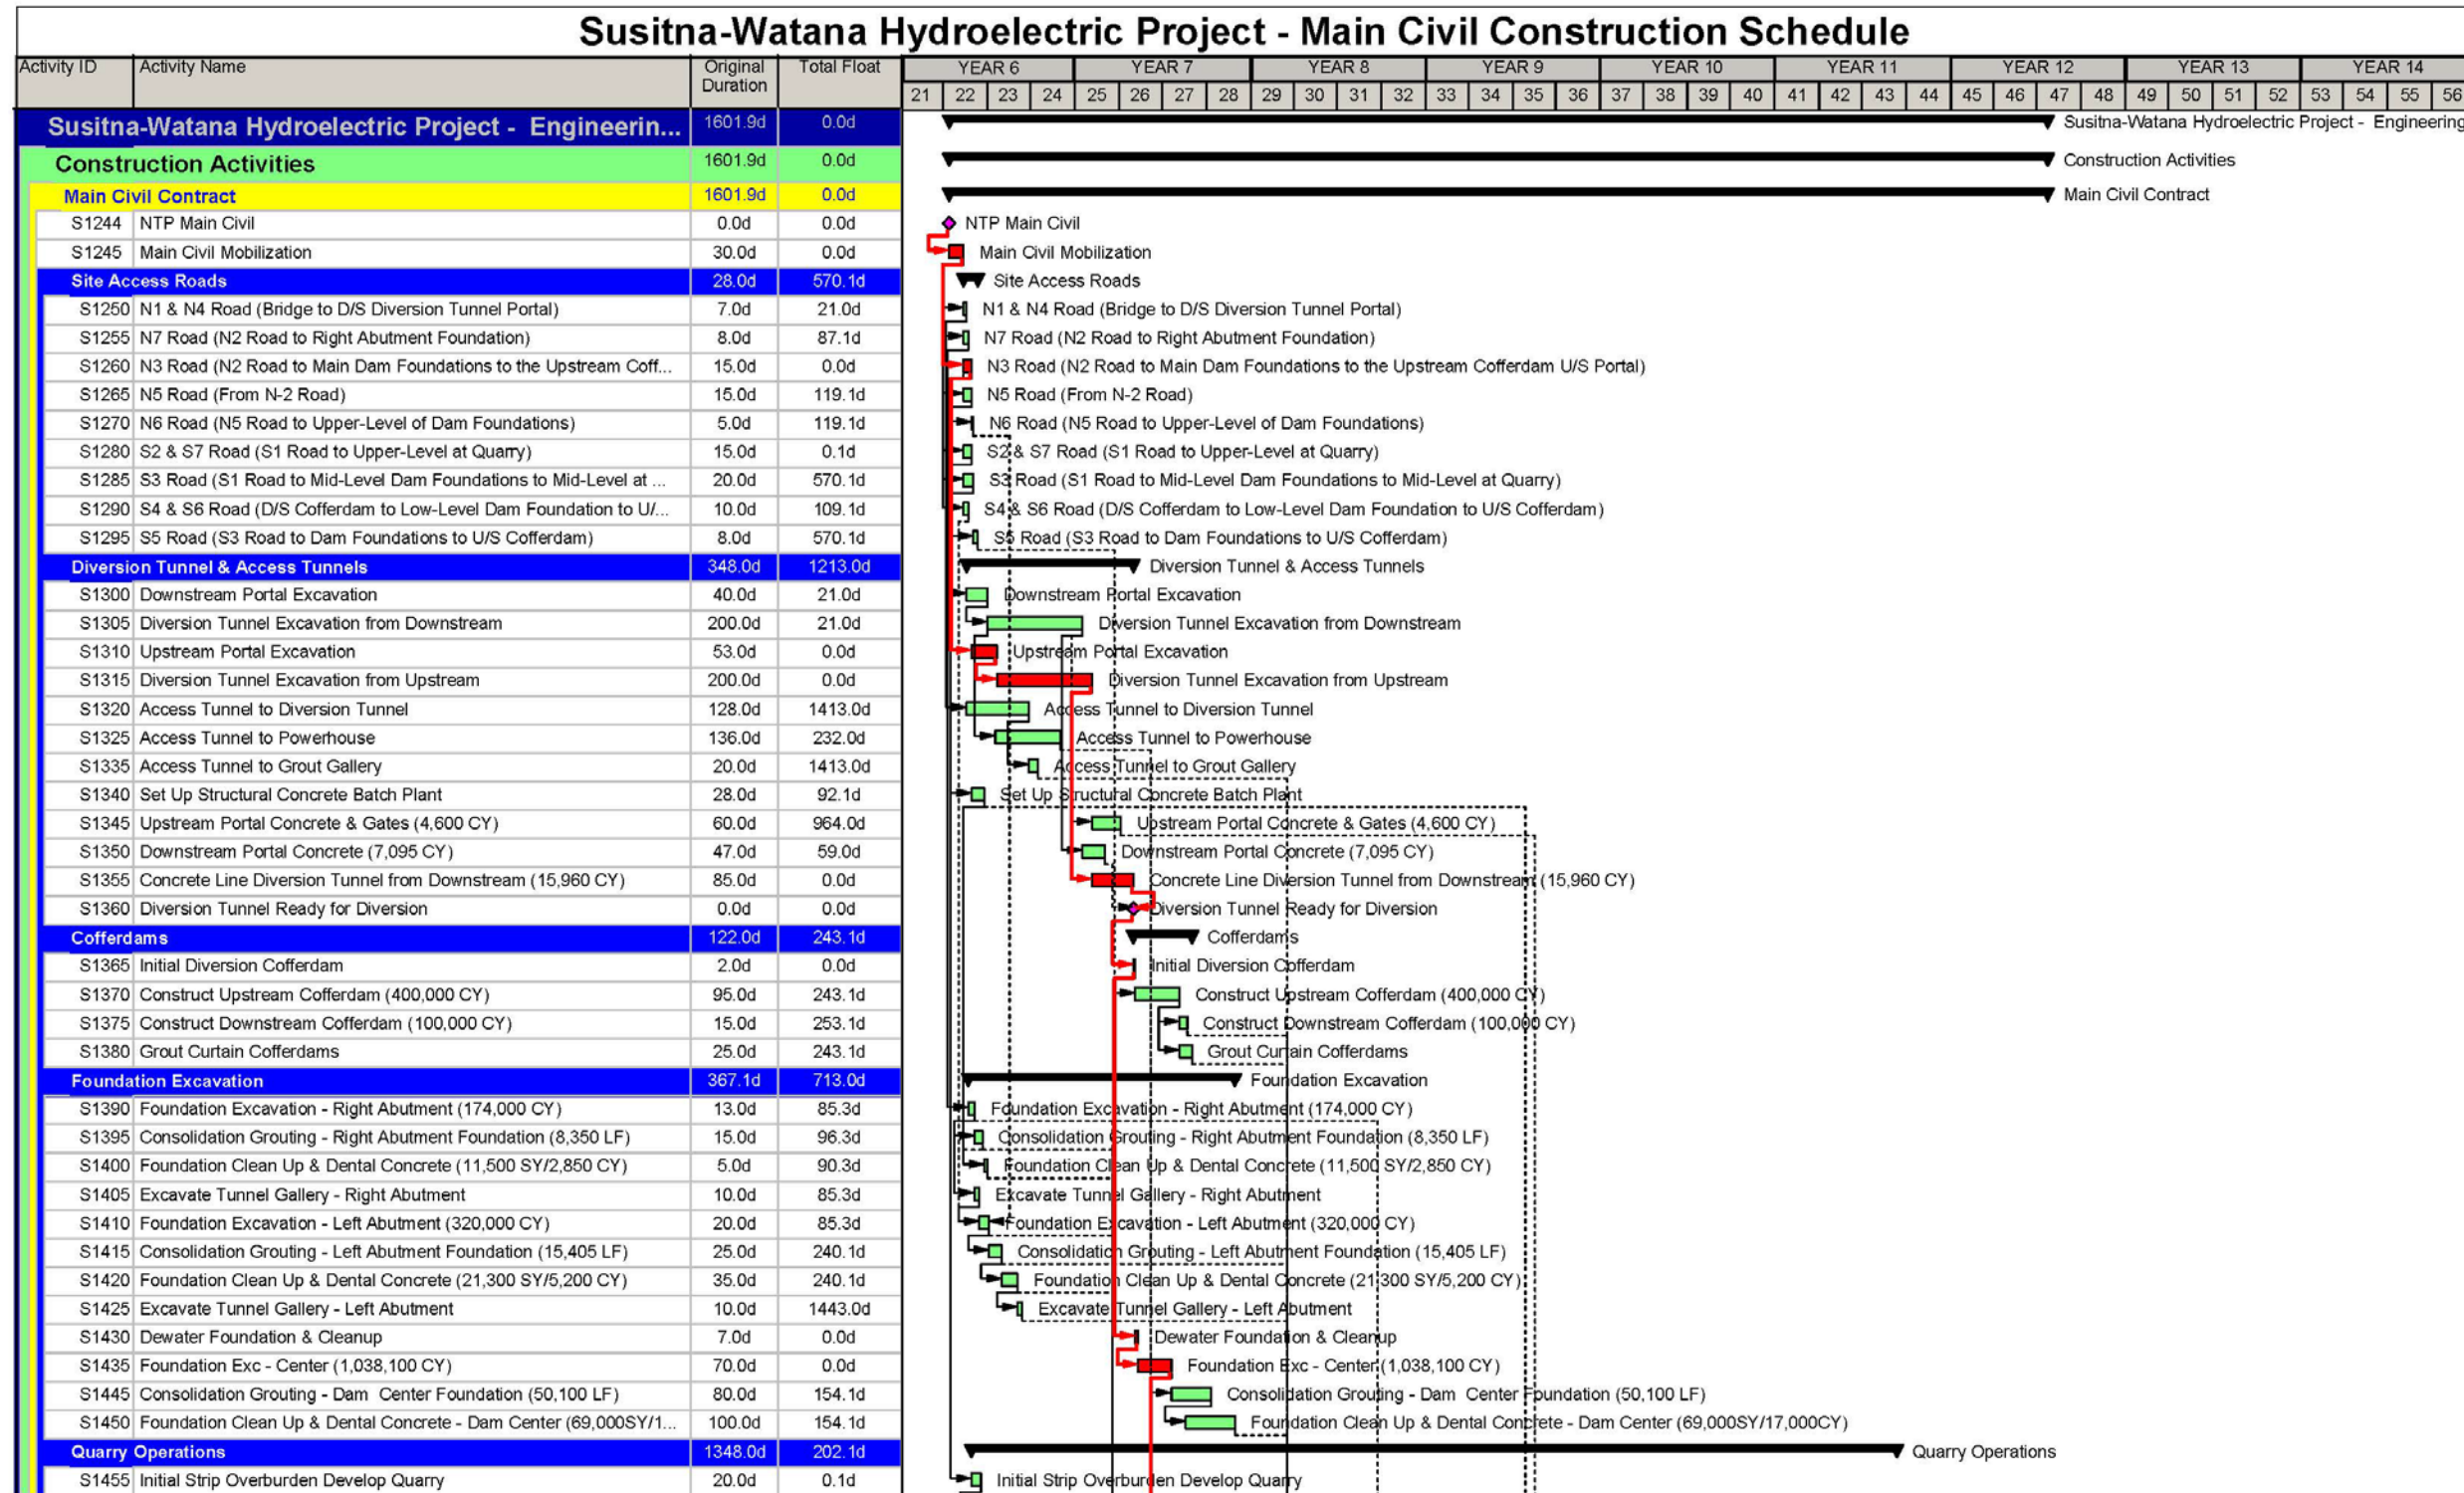 Susitna-Watana Hydroelectric Project - Main Civil Construction Schedule
Activity ID Activity Name Original Duration Total Float YEAR 6 YEAR 7 YEAR 8 YEAR 9 YEAR 10 YEAR 11 YEAR 12 YEAR 13 YEAR 14
21 22 23 24 25 26 27 28 29 30 31 32 33 34 35 36 37 38 39 40 41 42 43 44 45 46 47 48 49 50 51 52 53 54 55 56
Susitna-Watana Hydroelectric Project - Engineerin... 1601.9d 0.0d Susitna-Watana Hydroelectric Project - Engineering
Construction Activities 1601.9d 0.0d Construction Activities
Main Civil Contract 1601.9d 0.0d Main Civil Contract
S1244 NTP Main Civil 0.0d 0.0d NTP Main Civil
S1245 Main Civil Mobilization 30.0d 0.0d Main Civil Mobilization
Site Access Roads 28.0d 570.1d Site Access Roads
S1250 N1 & N4 Road (Bridge to D/S Diversion Tunnel Portal) 7.0d 21.0d N1 & N4 Road (Bridge to D/S Diversion Tunnel Portal)
S1255 N7 Road (N2 Road to Right Abutment Foundation) 8.0d 87.1d N7 Road (N2 Road to Right Abutment Foundation)
S1260 N3 Road (N2 Road to Main Dam Foundations to the Upstream Coff... 15.0d 0.0d N3 Road (N2 Road to Main Dam Foundations to the Upstream Cofferdam U/S Portal)
S1265 N5 Road (From N-2 Road) 15.0d 119.1d N5 Road (From N-2 Road)
S1270 N6 Road (N5 Road to Upper-Level of Dam Foundations) 5.0d 119.1d N6 Road (N5 Road to Upper-Level of Dam Foundations)
S1280 S2 & S7 Road (S1 Road to Upper-Level at Quarry) 15.0d 0.1d S2 & S7 Road (S1 Road to Upper-Level at Quarry)
S1285 S3 Road (S1 Road to Mid-Level Dam Foundations to Mid-Level at ... 20.0d 570.1d S3 Road (S1 Road to Mid-Level Dam Foundations to Mid-Level at Quarry)
S1290 S4 & S6 Road (D/S Cofferdam to Low-Level Dam Foundation to U/... 10.0d 109.1d S4 & S6 Road (D/S Cofferdam to Low-Level Dam Foundation to U/S Cofferdam)
S1295 S5 Road (S3 Road to Dam Foundations to U/S Cofferdam) 8.0d 570.1d S5 Road (S3 Road to Dam Foundations to U/S Cofferdam)
Diversion Tunnel & Access Tunnels 348.0d 1213.0d Diversion Tunnel & Access Tunnels
S1300 Downstream Portal Excavation 40.0d 21.0d Downstream Portal Excavation
S1305 Diversion Tunnel Excavation from Downstream 200.0d 21.0d Diversion Tunnel Excavation from Downstream
S1310 Upstream Portal Excavation 53.0d 0.0d Upstream Portal Excavation
S1315 Diversion Tunnel Excavation from Upstream 200.0d 0.0d Diversion Tunnel Excavation from Upstream
S1320 Access Tunnel to Diversion Tunnel 128.0d 1413.0d Access Tunnel to Diversion Tunnel
S1325 Access Tunnel to Powerhouse 136.0d 232.0d Access Tunnel to Powerhouse
S1335 Access Tunnel to Grout Gallery 20.0d 1413.0d Access Tunnel to Grout Gallery
S1340 Set Up Structural Concrete Batch Plant 28.0d 92.1d Set Up Structural Concrete Batch Plant
S1345 Upstream Portal Concrete & Gates (4,600 CY) 60.0d 964.0d Upstream Portal Concrete & Gates (4,600 CY)
S1350 Downstream Portal Concrete (7,095 CY) 47.0d 59.0d Downstream Portal Concrete (7,095 CY)
S1355 Concrete Line Diversion Tunnel from Downstream (15,960 CY) 85.0d 0.0d Concrete Line Diversion Tunnel from Downstream (15,960 CY)
S1360 Diversion Tunnel Ready for Diversion 0.0d 0.0d Diversion Tunnel Ready for Diversion
Cofferdams 122.0d 243.1d Cofferdams
S1365 Initial Diversion Cofferdam 2.0d 0.0d Initial Diversion Cofferdam
S1370 Construct Upstream Cofferdam (400,000 CY) 95.0d 243.1d Construct Upstream Cofferdam (400,000 CY)
S1375 Construct Downstream Cofferdam (100,000 CY) 15.0d 253.1d Construct Downstream Cofferdam (100,000 CY)
S1380 Grout Curtain Cofferdams 25.0d 243.1d Grout Curtain Cofferdams
Foundation Excavation 367.1d 713.0d Foundation Excavation
S1390 Foundation Excavation - Right Abutment (174,000 CY) 13.0d 85.3d Foundation Excavation - Right Abutment (174,000 CY)
S1395 Consolidation Grouting - Right Abutment Foundation (8,350 LF) 15.0d 96.3d Consolidation Grouting - Right Abutment Foundation (8,350 LF)
S1400 Foundation Clean Up & Dental Concrete (11,500 SY/2,850 CY) 5.0d 90.3d Foundation Clean Up & Dental Concrete (11,500 SY/2,850 CY)
S1405 Excavate Tunnel Gallery - Right Abutment 10.0d 85.3d Excavate Tunnel Gallery - Right Abutment
S1410 Foundation Excavation - Left Abutment (320,000 CY) 20.0d 85.3d Foundation Excavation - Left Abutment (320,000 CY)
S1415 Consolidation Grouting - Left Abutment Foundation (15,405 LF) 25.0d 240.1d Consolidation Grouting - Left Abutment Foundation (15,405 LF)
S1420 Foundation Clean Up & Dental Concrete (21,300 SY/5,200 CY) 35.0d 240.1d Foundation Clean Up & Dental Concrete (21,300 SY/5,200 CY)
S1425 Excavate Tunnel Gallery - Left Abutment 10.0d 1443.0d Excavate Tunnel Gallery - Left Abutment
S1430 Dewater Foundation & Cleanup 7.0d 0.0d Dewater Foundation & Cleanup
S1435 Foundation Exc - Center (1,038,100 CY) 70.0d 0.0d Foundation Exc - Center (1,038,100 CY)
S1445 Consolidation Grouting - Dam Center Foundation (50,100 LF) 80.0d 154.1d Consolidation Grouting - Dam Center Foundation (50,100 LF)
S1450 Foundation Clean Up & Dental Concrete - Dam Center (69,000SY/1... 100.0d 154.1d Foundation Clean Up & Dental Concrete - Dam Center (69,000SY/17,000CY)
Quarry Operations 1348.0d 202.1d Quarry Operations
S1455 Initial Strip Overburden Develop Quarry 20.0d 0.1d Initial Strip Overburden Develop Quarry